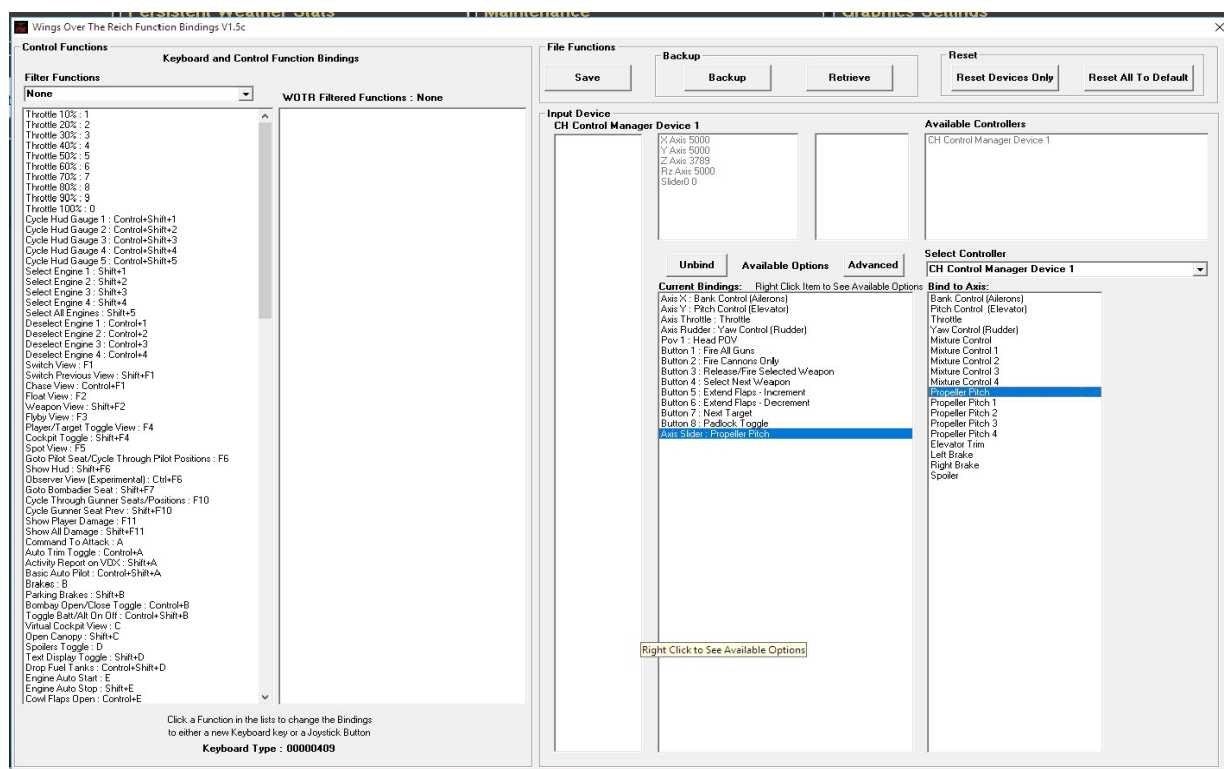 Persistent Weather Stats
Maintenance
Graphics Settings
Wings Over The Reich Function Bindings V1.5c
Control Functions
Keyboard and Control Function Bindings
Filter Functions
None
WOTR Filtered Functions : None
Throttle 10% : 1
Throttle 20% : 2
Throttle 30% : 3
Throttle 40% : 4
Throttle 50% : 5
Throttle 60% : 6
Throttle 70% : 7
Throttle 80% : 8
Throttle 90% : 9
Throttle 100% : 0
Cycle Hud Gauge 1 : Control+Shift+1
Cycle Hud Gauge 2 : Control+Shift+2
Cycle Hud Gauge 3 : Control+Shift+3
Cycle Hud Gauge 4 : Control+Shift+4
Cycle Hud Gauge 5 : Control+Shift+5
Select Engine 1 : Shift+1
Select Engine 2 : Shift+2
Select Engine 3 : Shift+3
Select Engine 4 : Shift+4
Select All Engines : Shift+5
Deselect Engine 1 : Control+1
Deselect Engine 2 : Control+2
Deselect Engine 3 : Control+3
Deselect Engine 4 : Control+4
Switch View : F1
Switch Previous View : Shift+F1
Chase View : Control+F1
Float View : F2
Weapon View : Shift+F2
Flyby View : F3
Player/Target Toggle View : F4
Cockpit Toggle : Shift+F4
Spot View : F5
Goto Pilot Seat/Cycle Through Pilot Positions : F6
Show Hud : Shift+F6
Observer View (Experimental) : Ctrl+F6
Goto Bombadier Seat : Shift+F7
Cycle Through Gunner Seats/Positions : F10
Cycle Gunner Seat Prev : Shift+F10
Show Player Damage : F11
Show All Damage : Shift+F11
Command To Attack : A
Auto Trim Toggle : Control+A
Activity Report on VOX : Shift+A
Basic Auto Pilot : Control+Shift+A
Brakes : B
Parking Brakes : Shift+B
Bombay Open/Close Toggle : Control+B
Toggle Batt/Alt On Off : Control+Shift+B
Virtual Cockpit View : C
Open Canopy : Shift+C
Spoilers Toggle : D
Text Display Toggle : Shift+D
Drop Fuel Tanks : Control+Shift+D
Engine Auto Start : E
Engine Auto Stop : Shift+E
Cowl Flaps Open : Control+E
Click a Function in the lists to change the Bindings
to either a new Keyboard key or a Joystick Button
Keyboard Type : 00000409
File Functions
Save
Backup
Backup
Retrieve
Reset
Reset Devices Only
Reset All To Default
Input Device
CH Control Manager Device 1
X Axis 5000
Y Axis 5000
Z Axis 3789
Rz Axis 5000
Slider0 0
Available Controllers
CH Control Manager Device 1
Unbind
Available Options
Advanced
Select Controller
CH Control Manager Device 1
Current Bindings: Right Click Item to See Available Options
Axis X : Bank Control (Ailerons)
Axis Y : Pitch Control (Elevator)
Axis Throttle : Throttle
Axis Rudder : Yaw Control (Rudder)
Pov 1 : Head POV
Button 1 : Fire All Guns
Button 2 : Fire Cannons Only
Button 3 : Release/Fire Selected Weapon
Button 4 : Select Next Weapon
Button 5 : Extend Flaps - Increment
Button 6 : Extend Flaps - Decrement
Button 7 : Next Target
Button 8 : Padlock Toggle
Axis Slider : Propeller Pitch
Right Click to See Available Options
Bind to Axis:
Bank Control (Ailerons)
Pitch Control (Elevator)
Throttle
Yaw Control (Rudder)
Mixture Control
Mixture Control 1
Mixture Control 2
Mixture Control 3
Mixture Control 4
Propeller Pitch
Propeller Pitch 1
Propeller Pitch 2
Propeller Pitch 3
Propeller Pitch 4
Elevator Trim
Left Brake
Right Brake
Spoiler